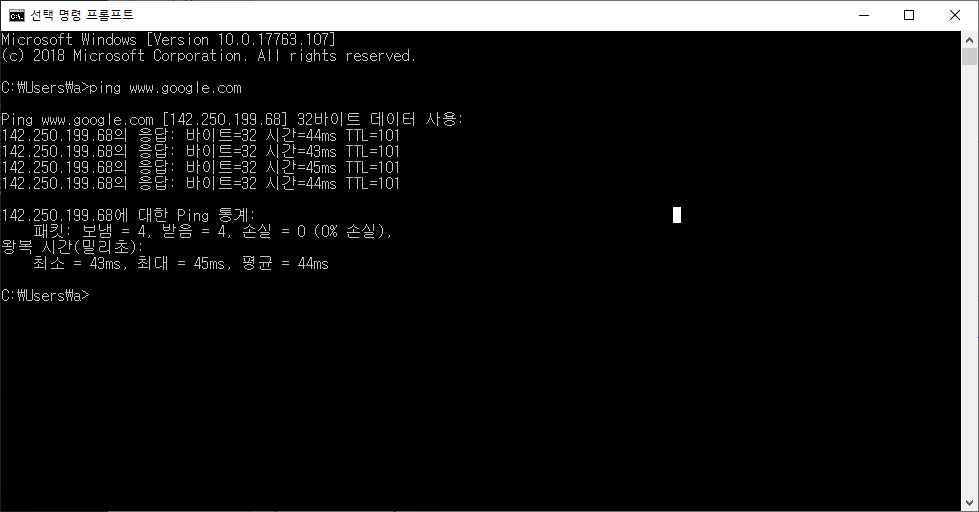 선택 명령 프롬프트
Microsoft Windows [Version 10.0.17763.107]
(c) 2018 Microsoft Corporation. All rights reserved.
C:₩Users₩a>ping www.google.com
Ping www.google.com [142.250.199.68] 32바이트 데이터 사용:
142.250.199.68의 응답: 바이트=32 시간=44ms TTL=101
142.250.199.68의 응답: 바이트=32 시간=43ms TTL=101
142.250.199.68의 응답: 바이트=32 시간=45ms TTL=101
142.250.199.68의 응답: 바이트=32 시간=44ms TTL=101
142.250.199.68에 대한 Ping 통계:
패킷: 보냄 = 4, 받음 = 4, 손실 = 0 (0% 손실),
왕복 시간(밀리초):
최소 = 43ms, 최대 = 45ms, 평균 = 44ms
C:₩Users₩a>